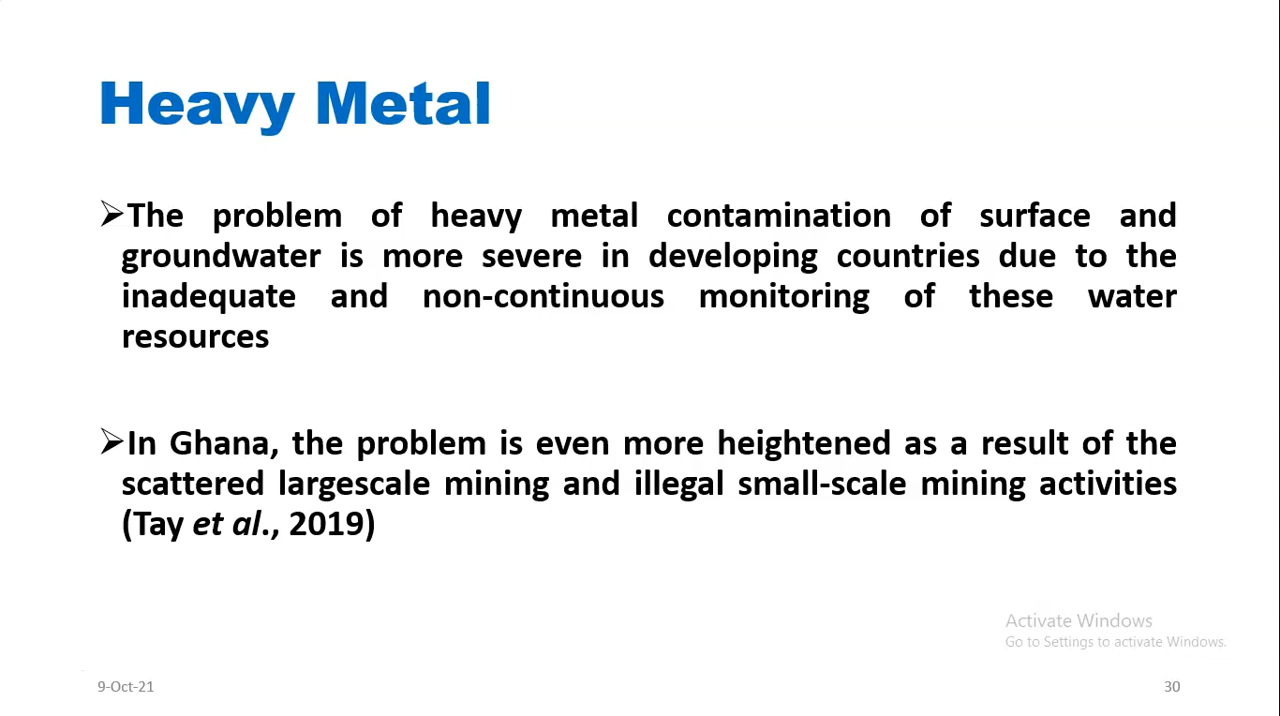 Heavy Metal
➢The problem of heavy metal contamination of surface and
groundwater is more severe in developing countries due to the
inadequate and non-continuous monitoring of these water
resources
➢In Ghana, the problem is even more heightened as a result of the
scattered largescale mining and illegal small-scale mining activities
(Tay et al., 2019)
Activate Windows
Go to Settings to activate Windows.
9-Oct-21
30